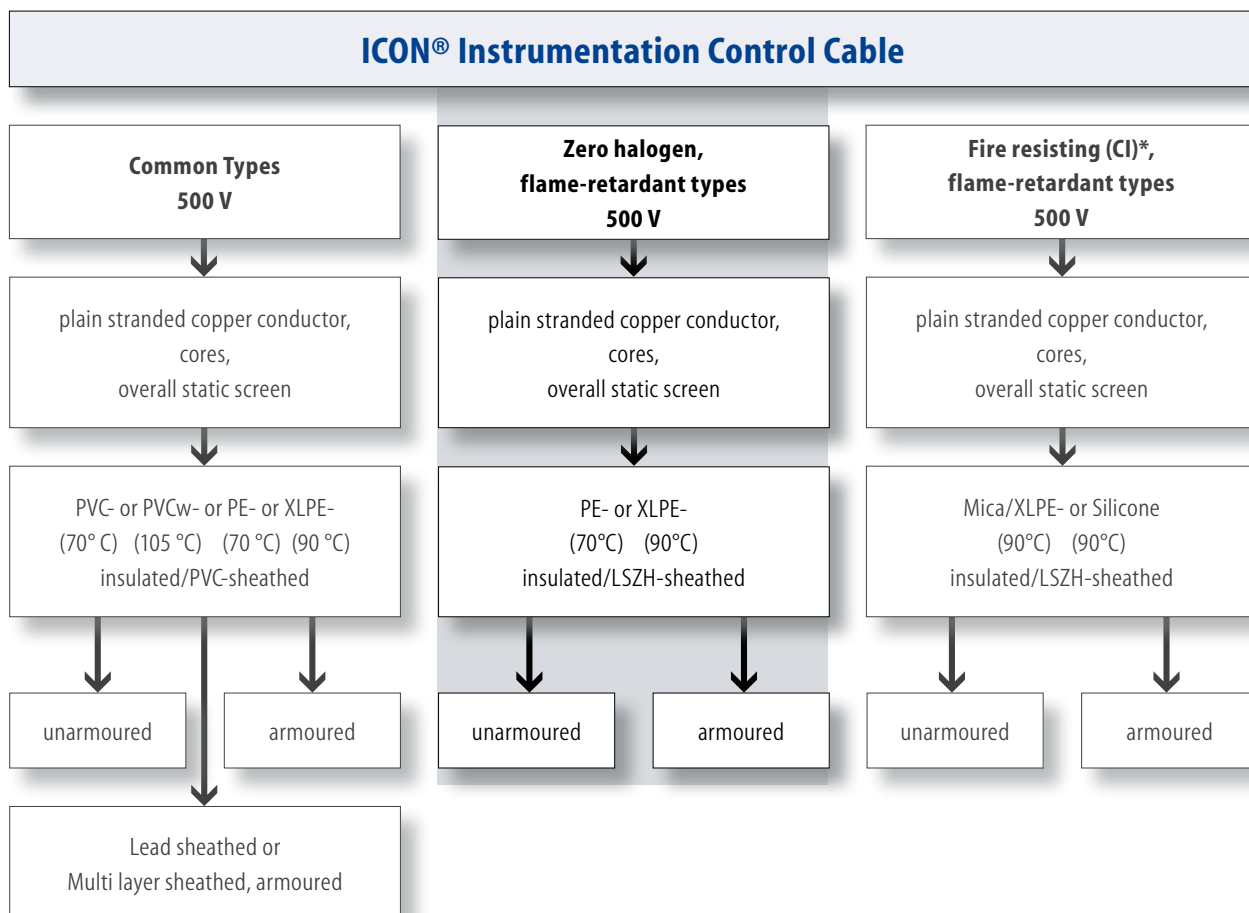 ICON® Instrumentation Control Cable
Common Types
500 V
plain stranded copper conductor,
cores,
overall static screen
PVC- or PVCw- or PE- or XLPE-
(70° C) (105 °C) (70 °C) (90 °C)
insulated/PVC-sheathed
unarmoured
armoured
Lead sheathed or
Multi layer sheathed, armoured
Zero halogen,
flame-retardant types
500 V
plain stranded copper conductor,
cores,
overall static screen
PE- or XLPE-
(70°C) (90°C)
insulated/LSZH-sheathed
unarmoured
armoured
Fire resisting (CI)*,
flame-retardant types
500 V
plain stranded copper conductor,
cores,
overall static screen
Mica/XLPE- or Silicone
(90°C) (90°C)
insulated/LSZH-sheathed
unarmoured
armoured